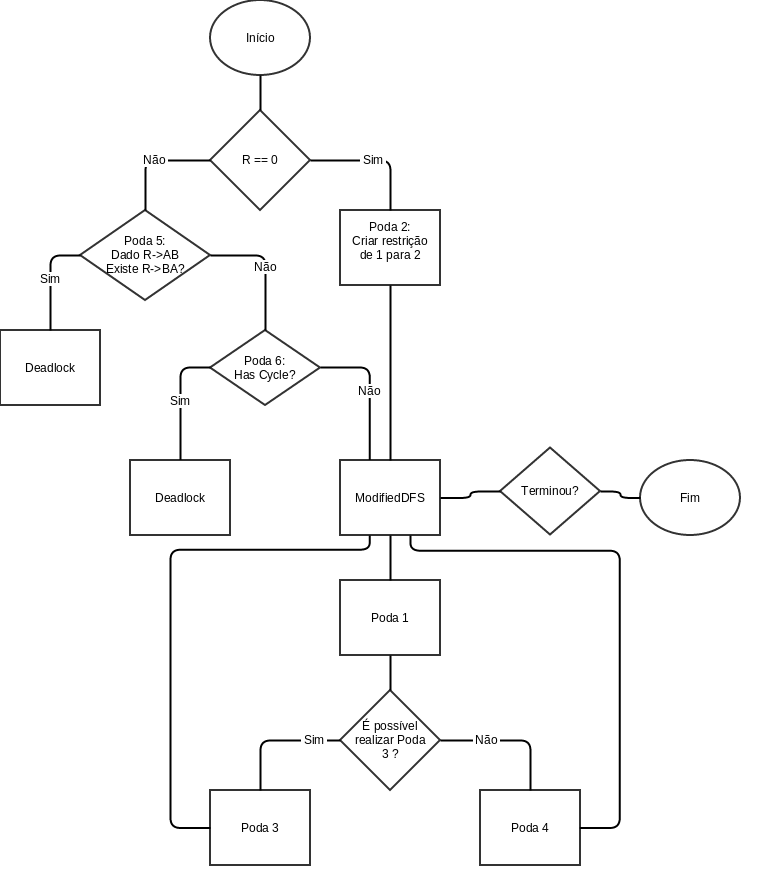 Início
R == 0
Não
Sim
Poda 2:
Criar restrição
de 1 para 2
Poda 5:
Dado R->AB
Existe R->BA?
Sim
Não
Deadlock
Poda 6:
Has Cycle?
Sim
Não
Deadlock
ModifiedDFS
Terminou?
Fim
Poda 1
É possível
realizar Poda
3 ?
Sim
Não
Poda 3
Poda 4